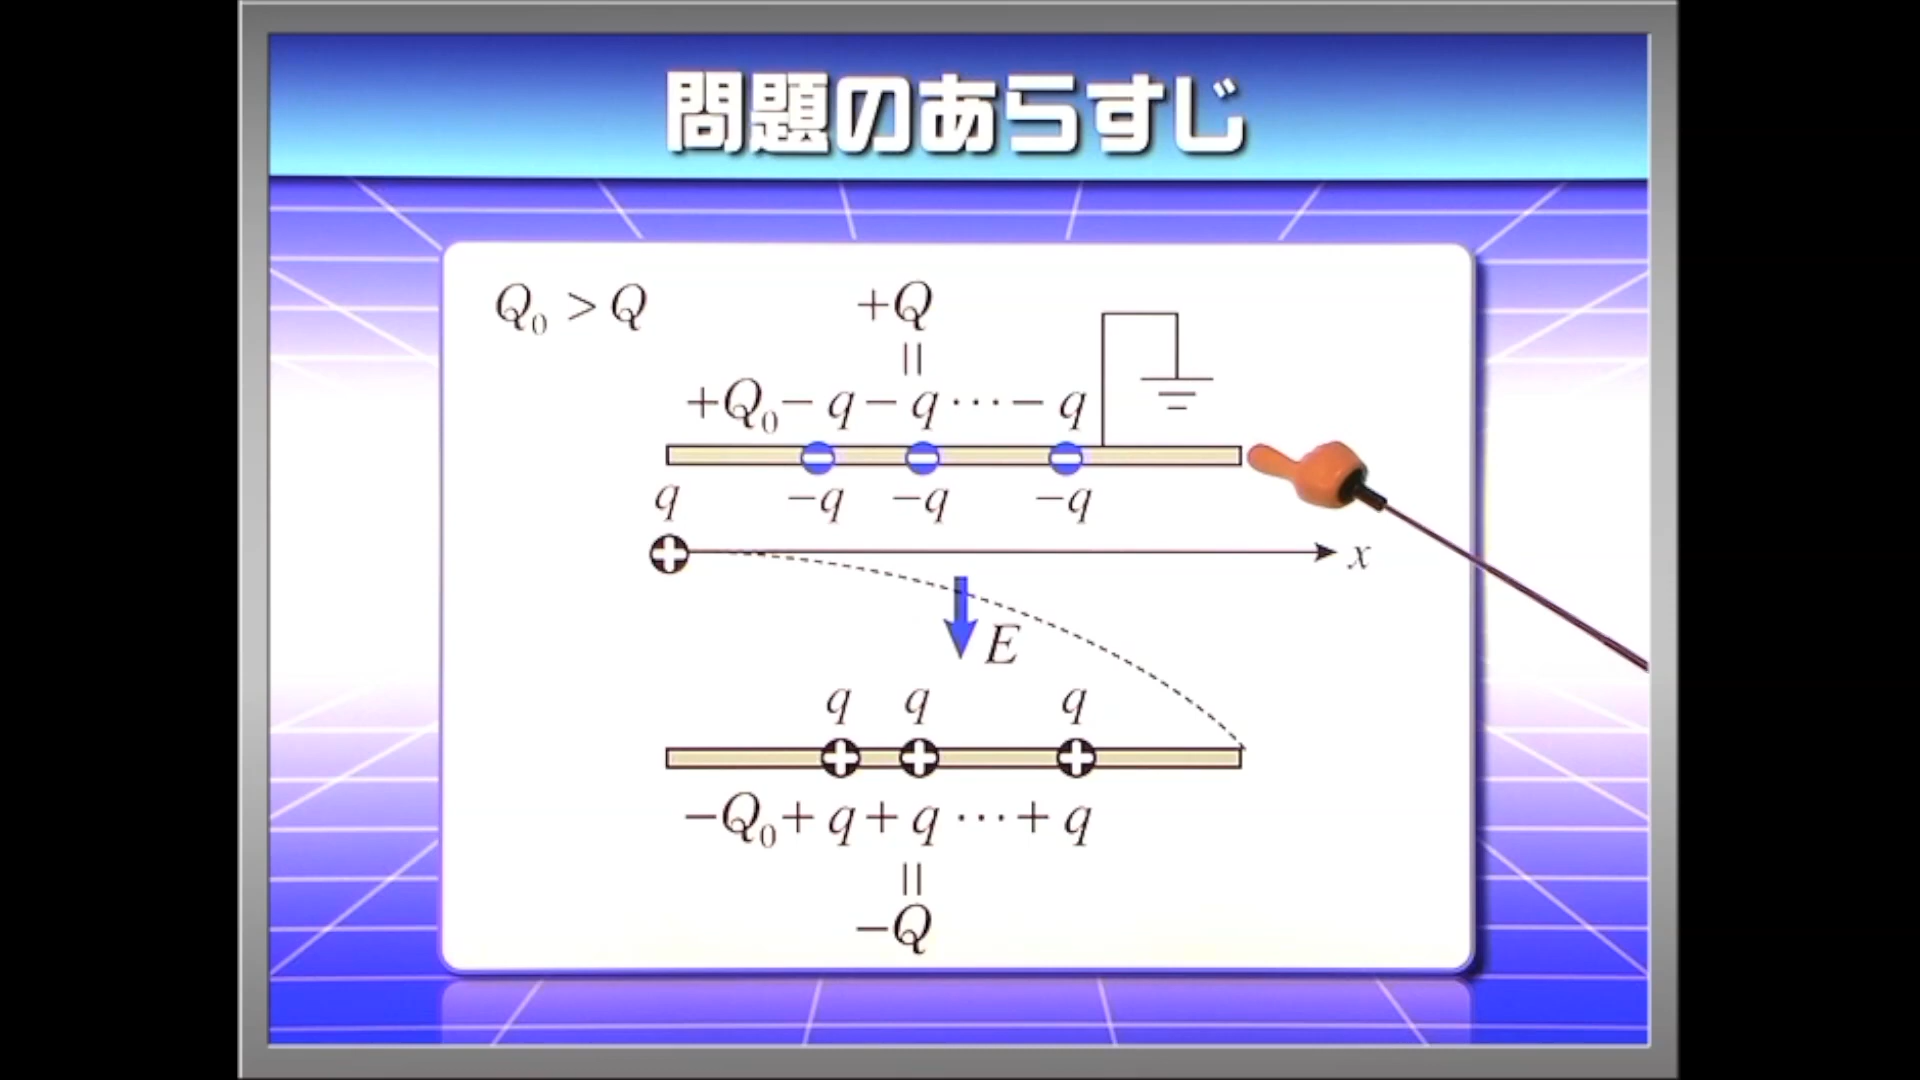 問題のあらすじ
Q₀ > Q
+Q
=
+Q₀ − q − q ⋯ − q
−q −q −q
q
x
E
q q q
−Q₀ + q + q ⋯ + q
=
−Q